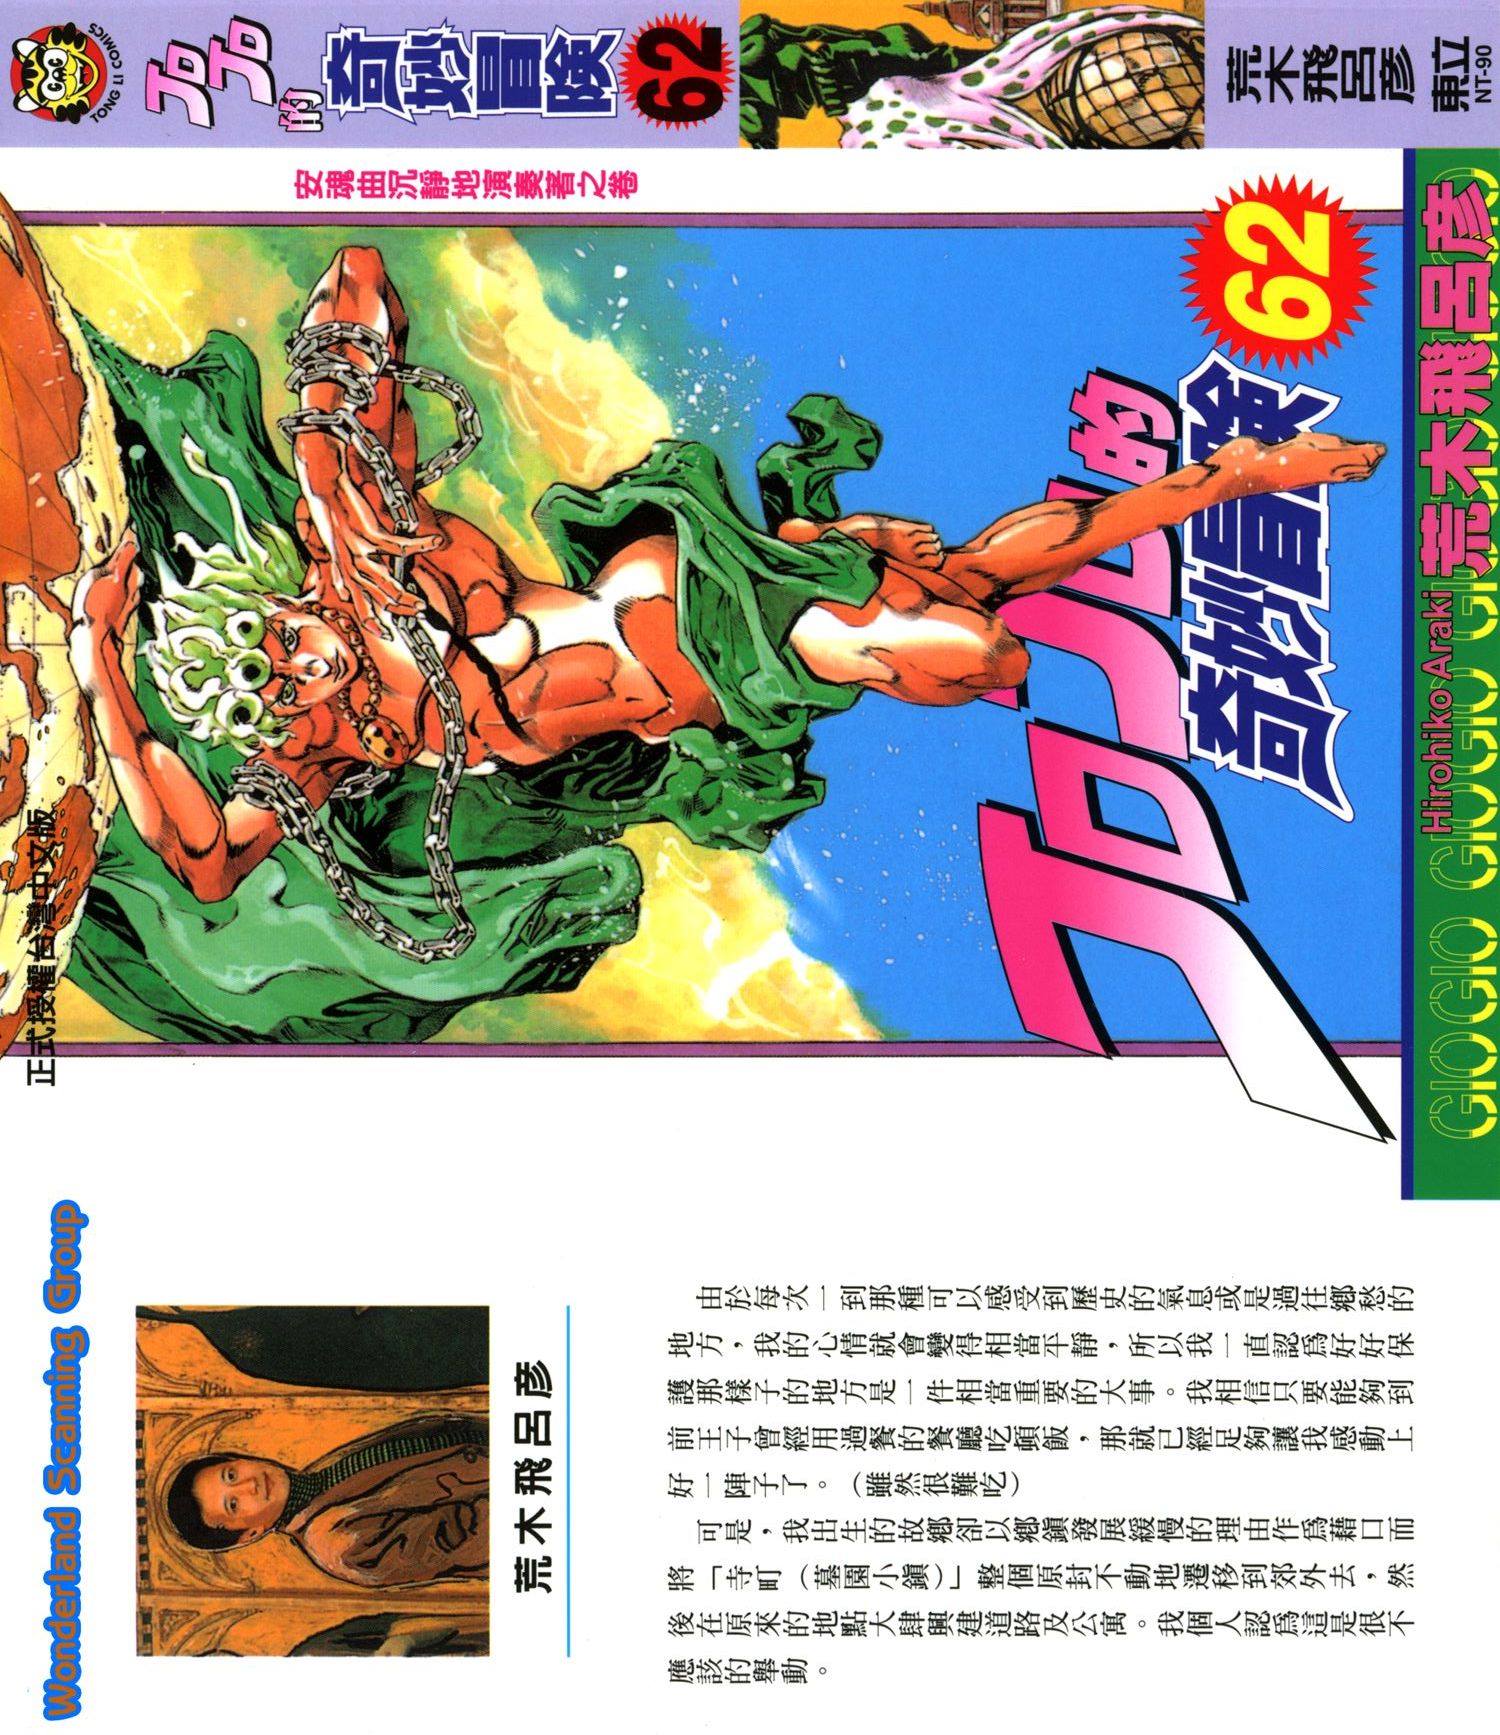 TONG LI COMICS
JOJO的
奇妙冒険
62
荒木飛呂彦
東立
NT-90
安魂曲沉靜地演奏著之卷
62
JOJO的
奇妙冒険
荒木飛呂彦
Hirohiko Araki
GIOGIO GIOGIO GIOGIO
正式授權台灣中文版
Wonderland Scanning Group
荒木飛呂彦
由於每次一到那種可以感受到歷史的氣息或是過往鄉愁的
地方，我的心情就會變得相當平靜，所以我一直認爲好好保
護那樣子的地方是一件相當重要的大事。我相信只要能夠到
前王子曾經用過餐的餐廳吃頓飯，那就已經足夠讓我感動上
好一陣子了。（雖然很難吃）
可是，我出生的故鄉卻以鄉鎭發展緩慢的理由作爲藉口而
將「寺町（墓園小鎭）」整個原封不動地遷移到郊外去，然
後在原來的地點大肆興建道路及公寓。我個人認爲這是很不
應該的舉動。